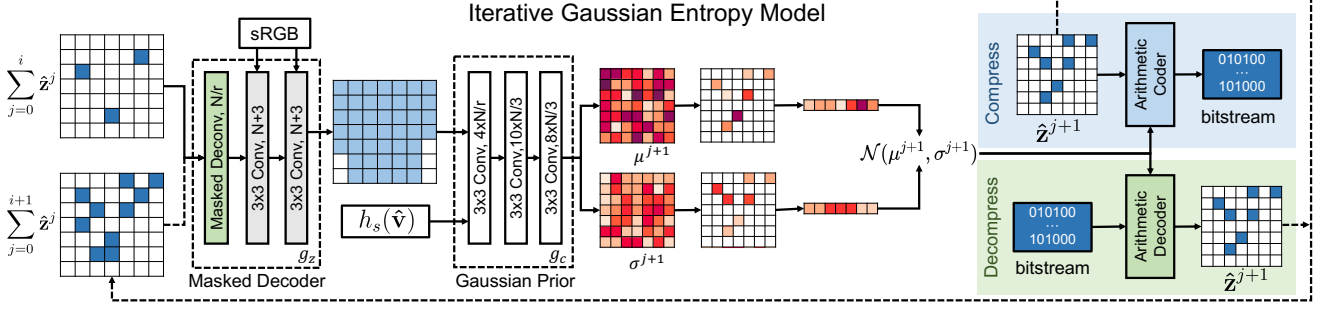 Iterative Gaussian Entropy Model
i
∑ ẑ^j
j=0
i+1
∑ ẑ^j
j=0
sRGB
Masked Deconv, N/r
3x3 Conv, N+3
3x3 Conv, N+3
g_z
Masked Decoder
h_s(v̂)
3x3 Conv, 4xN/r
3x3 Conv,10xN/3
3x3 Conv,8xN/3
g_c
Gaussian Prior
μ^{j+1}
σ^{j+1}
𝒩(μ^{j+1}, σ^{j+1})
Compress
ẑ^{j+1}
Arithmetic
Coder
010100
...
101000
bitstream
Decompress
010100
...
101000
bitstream
Arithmetic
Decoder
ẑ^{j+1}